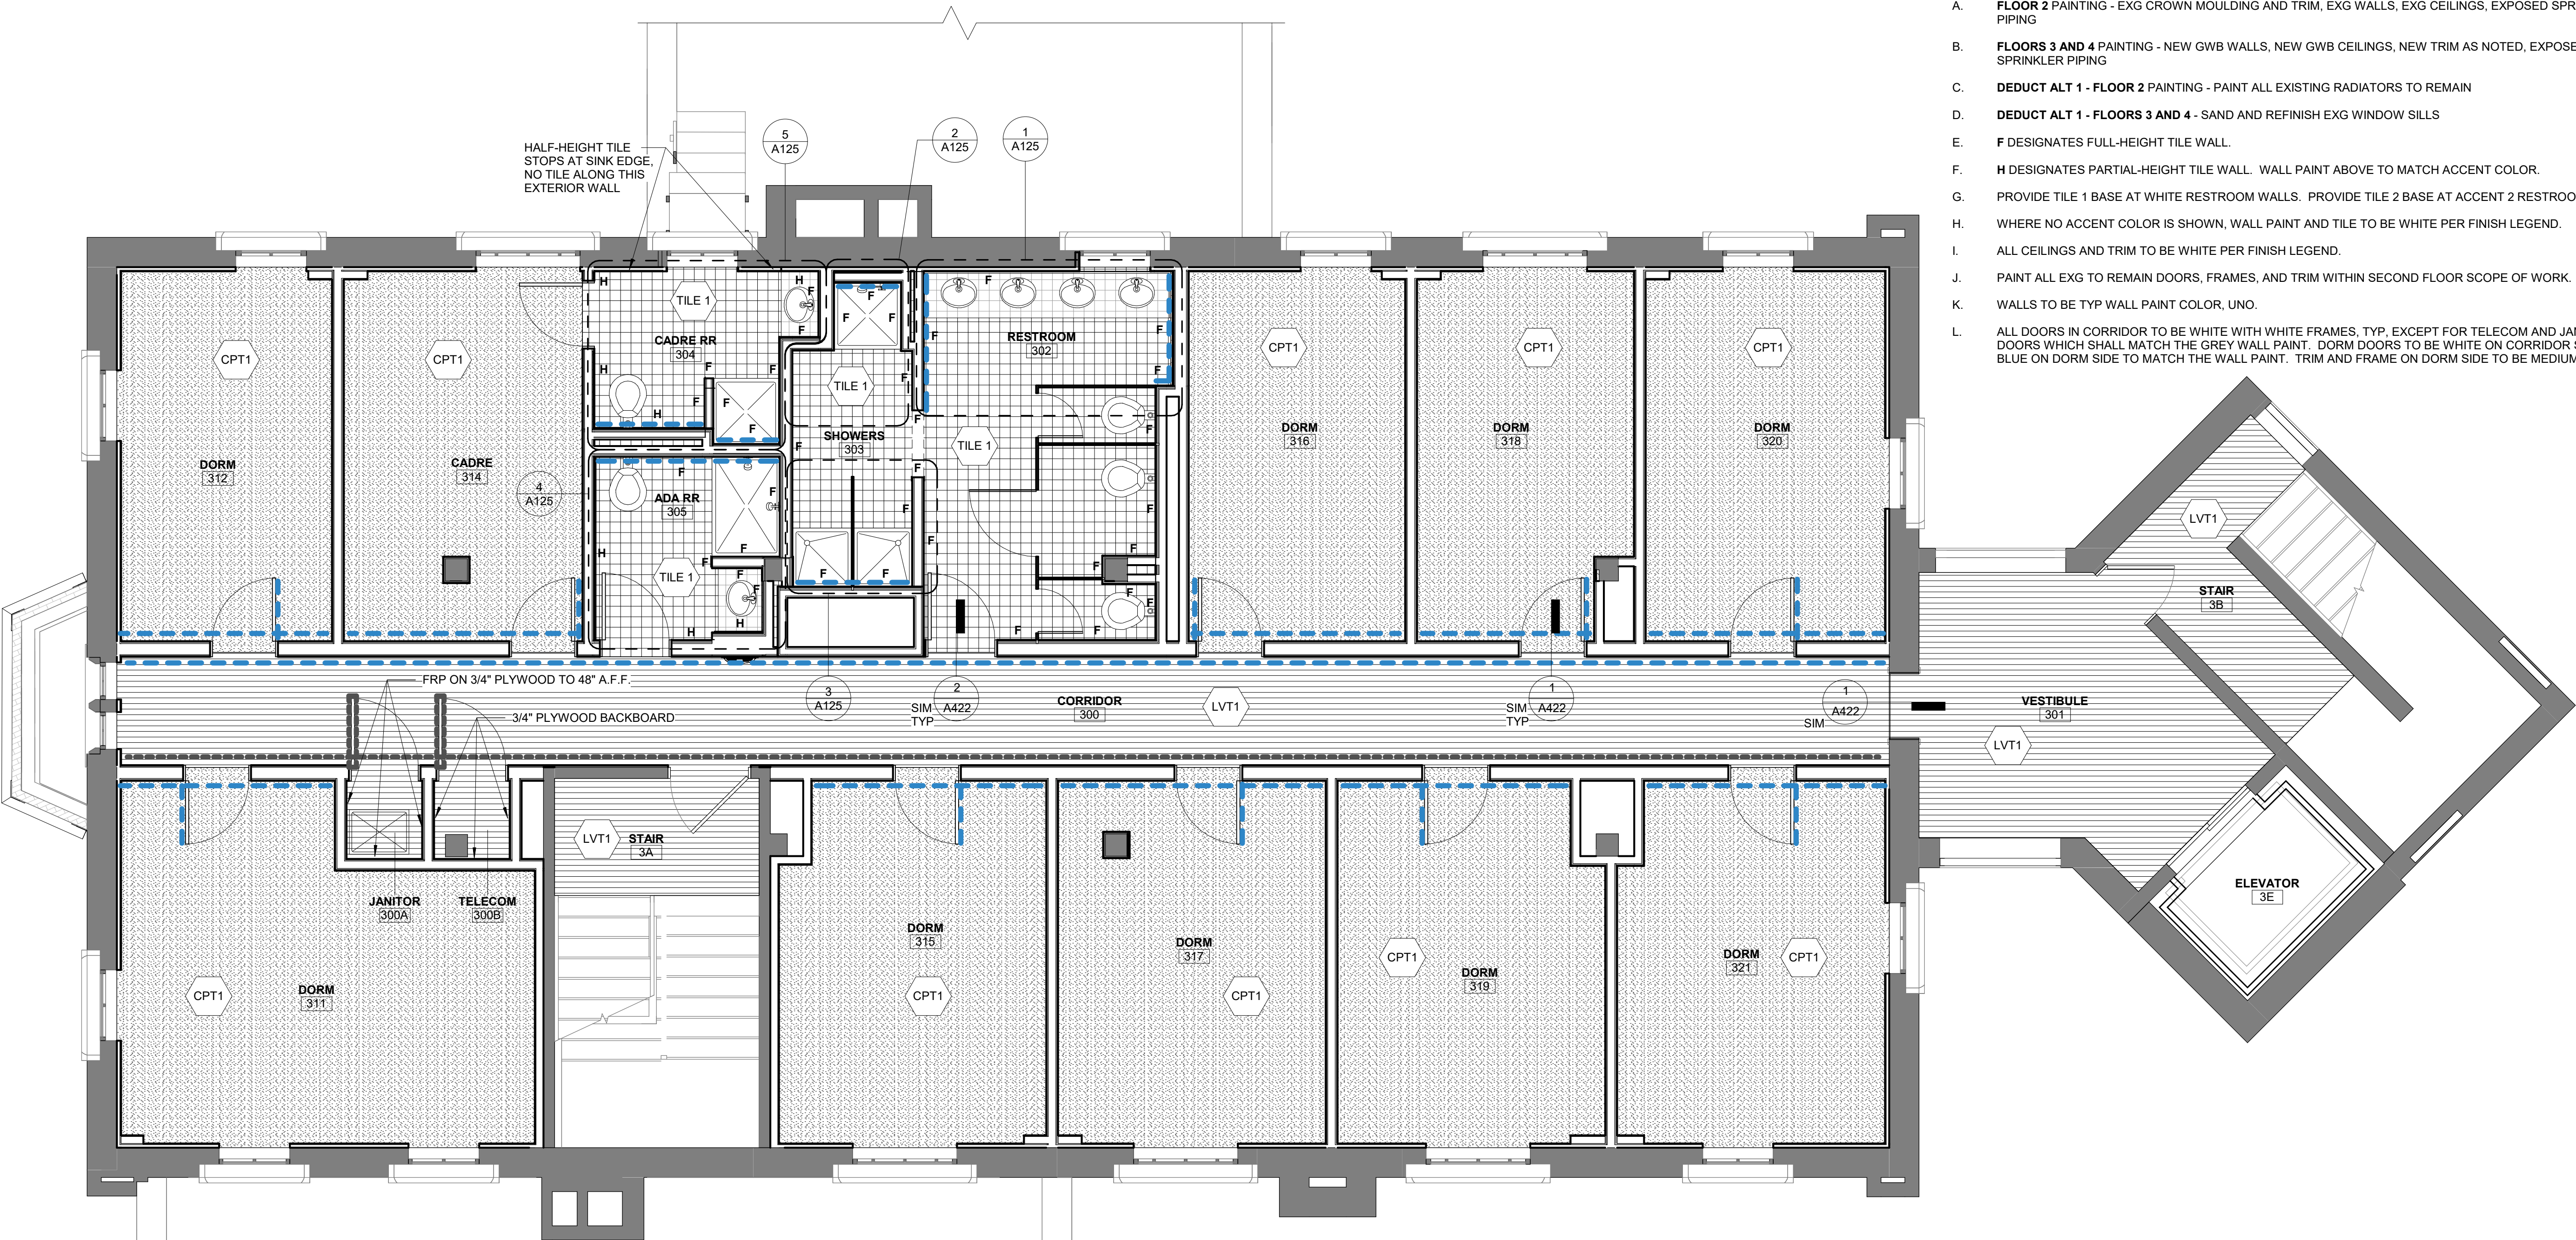 A. FLOOR 2 PAINTING - EXG CROWN MOULDING AND TRIM, EXG WALLS, EXG CEILINGS, EXPOSED SPR
PIPING
B. FLOORS 3 AND 4 PAINTING - NEW GWB WALLS, NEW GWB CEILINGS, NEW TRIM AS NOTED, EXPOSE
SPRINKLER PIPING
C. DEDUCT ALT 1 - FLOOR 2 PAINTING - PAINT ALL EXISTING RADIATORS TO REMAIN
D. DEDUCT ALT 1 - FLOORS 3 AND 4 - SAND AND REFINISH EXG WINDOW SILLS
E. F DESIGNATES FULL-HEIGHT TILE WALL.
F. H DESIGNATES PARTIAL-HEIGHT TILE WALL. WALL PAINT ABOVE TO MATCH ACCENT COLOR.
G. PROVIDE TILE 1 BASE AT WHITE RESTROOM WALLS. PROVIDE TILE 2 BASE AT ACCENT 2 RESTROO
H. WHERE NO ACCENT COLOR IS SHOWN, WALL PAINT AND TILE TO BE WHITE PER FINISH LEGEND.
I. ALL CEILINGS AND TRIM TO BE WHITE PER FINISH LEGEND.
J. PAINT ALL EXG TO REMAIN DOORS, FRAMES, AND TRIM WITHIN SECOND FLOOR SCOPE OF WORK.
K. WALLS TO BE TYP WALL PAINT COLOR, UNO.
L. ALL DOORS IN CORRIDOR TO BE WHITE WITH WHITE FRAMES, TYP, EXCEPT FOR TELECOM AND JAN
DOORS WHICH SHALL MATCH THE GREY WALL PAINT. DORM DOORS TO BE WHITE ON CORRIDOR S
BLUE ON DORM SIDE TO MATCH THE WALL PAINT. TRIM AND FRAME ON DORM SIDE TO BE MEDIUM
HALF-HEIGHT TILE
STOPS AT SINK EDGE,
NO TILE ALONG THIS
EXTERIOR WALL
5
A125
2
A125
1
A125
CPT1
DORM
312
CPT1
CADRE
314
4
A125
H
TILE 1
H
F
F
CADRE RR
304
H
F
F
F
F
H
F
F
ADA RR
305
F
H
F
F
TILE 1
F
F
H
H
F
F
F
TILE 1
F
SHOWERS
303
F
F
F
F
F
F
F
F
F
RESTROOM
302
F
F
TILE 1
F
F
F
F
F
F
F
F
CPT1
DORM
316
CPT1
DORM
318
CPT1
DORM
320
LVT1
STAIR
3B
FRP ON 3/4" PLYWOOD TO 48" A.F.F.
3/4" PLYWOOD BACKBOARD
3
A125
SIM
TYP
2
A422
CORRIDOR
300
LVT1
SIM
TYP
1
A422
1
A422
SIM
VESTIBULE
301
LVT1
LVT1
STAIR
3A
JANITOR
300A
TELECOM
300B
CPT1
DORM
311
DORM
315
CPT1
DORM
317
CPT1
CPT1
DORM
319
DORM
321
CPT1
ELEVATOR
3E